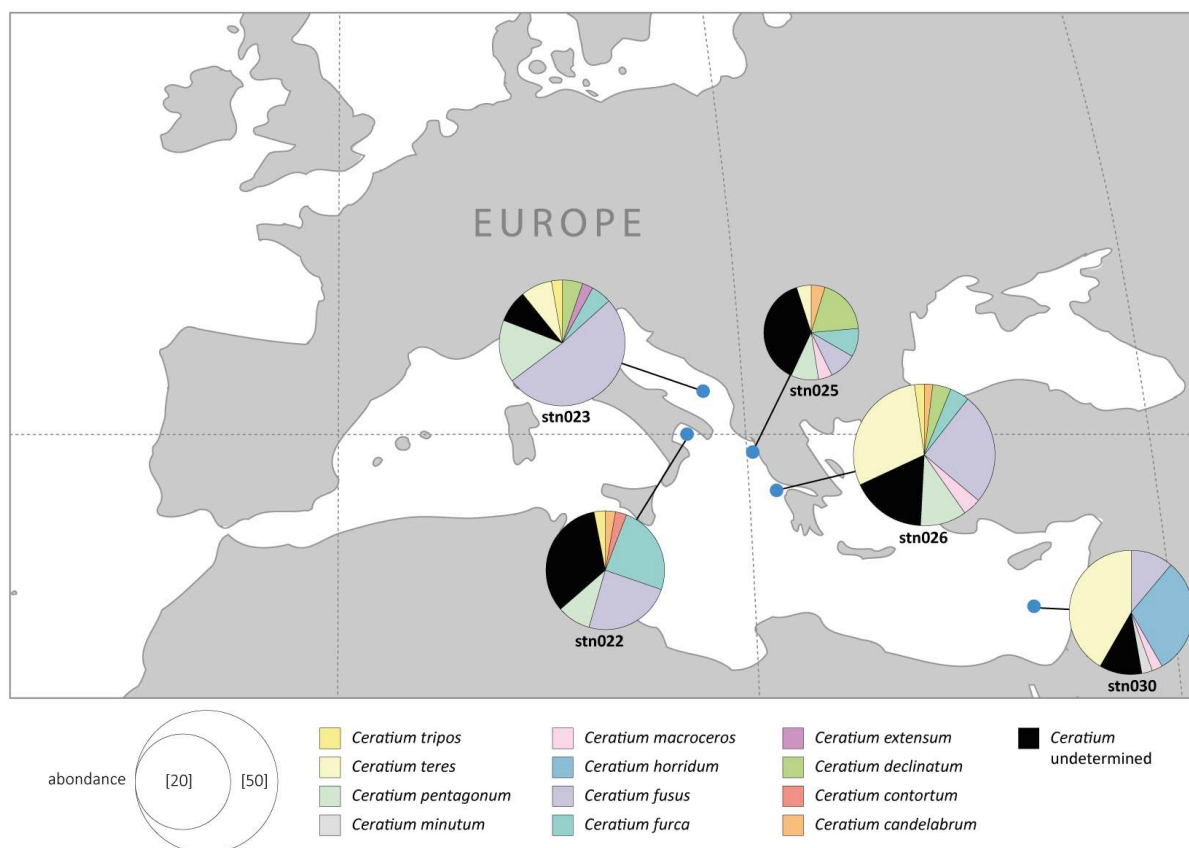 EUROPE
stn023
stn025
stn026
stn022
stn030
abondance
[20]
[50]
Ceratium tripos
Ceratium teres
Ceratium pentagonum
Ceratium minutum
Ceratium macroceros
Ceratium horridum
Ceratium fusus
Ceratium furca
Ceratium extensum
Ceratium declinatum
Ceratium contortum
Ceratium candelabrum
Ceratium
undetermined